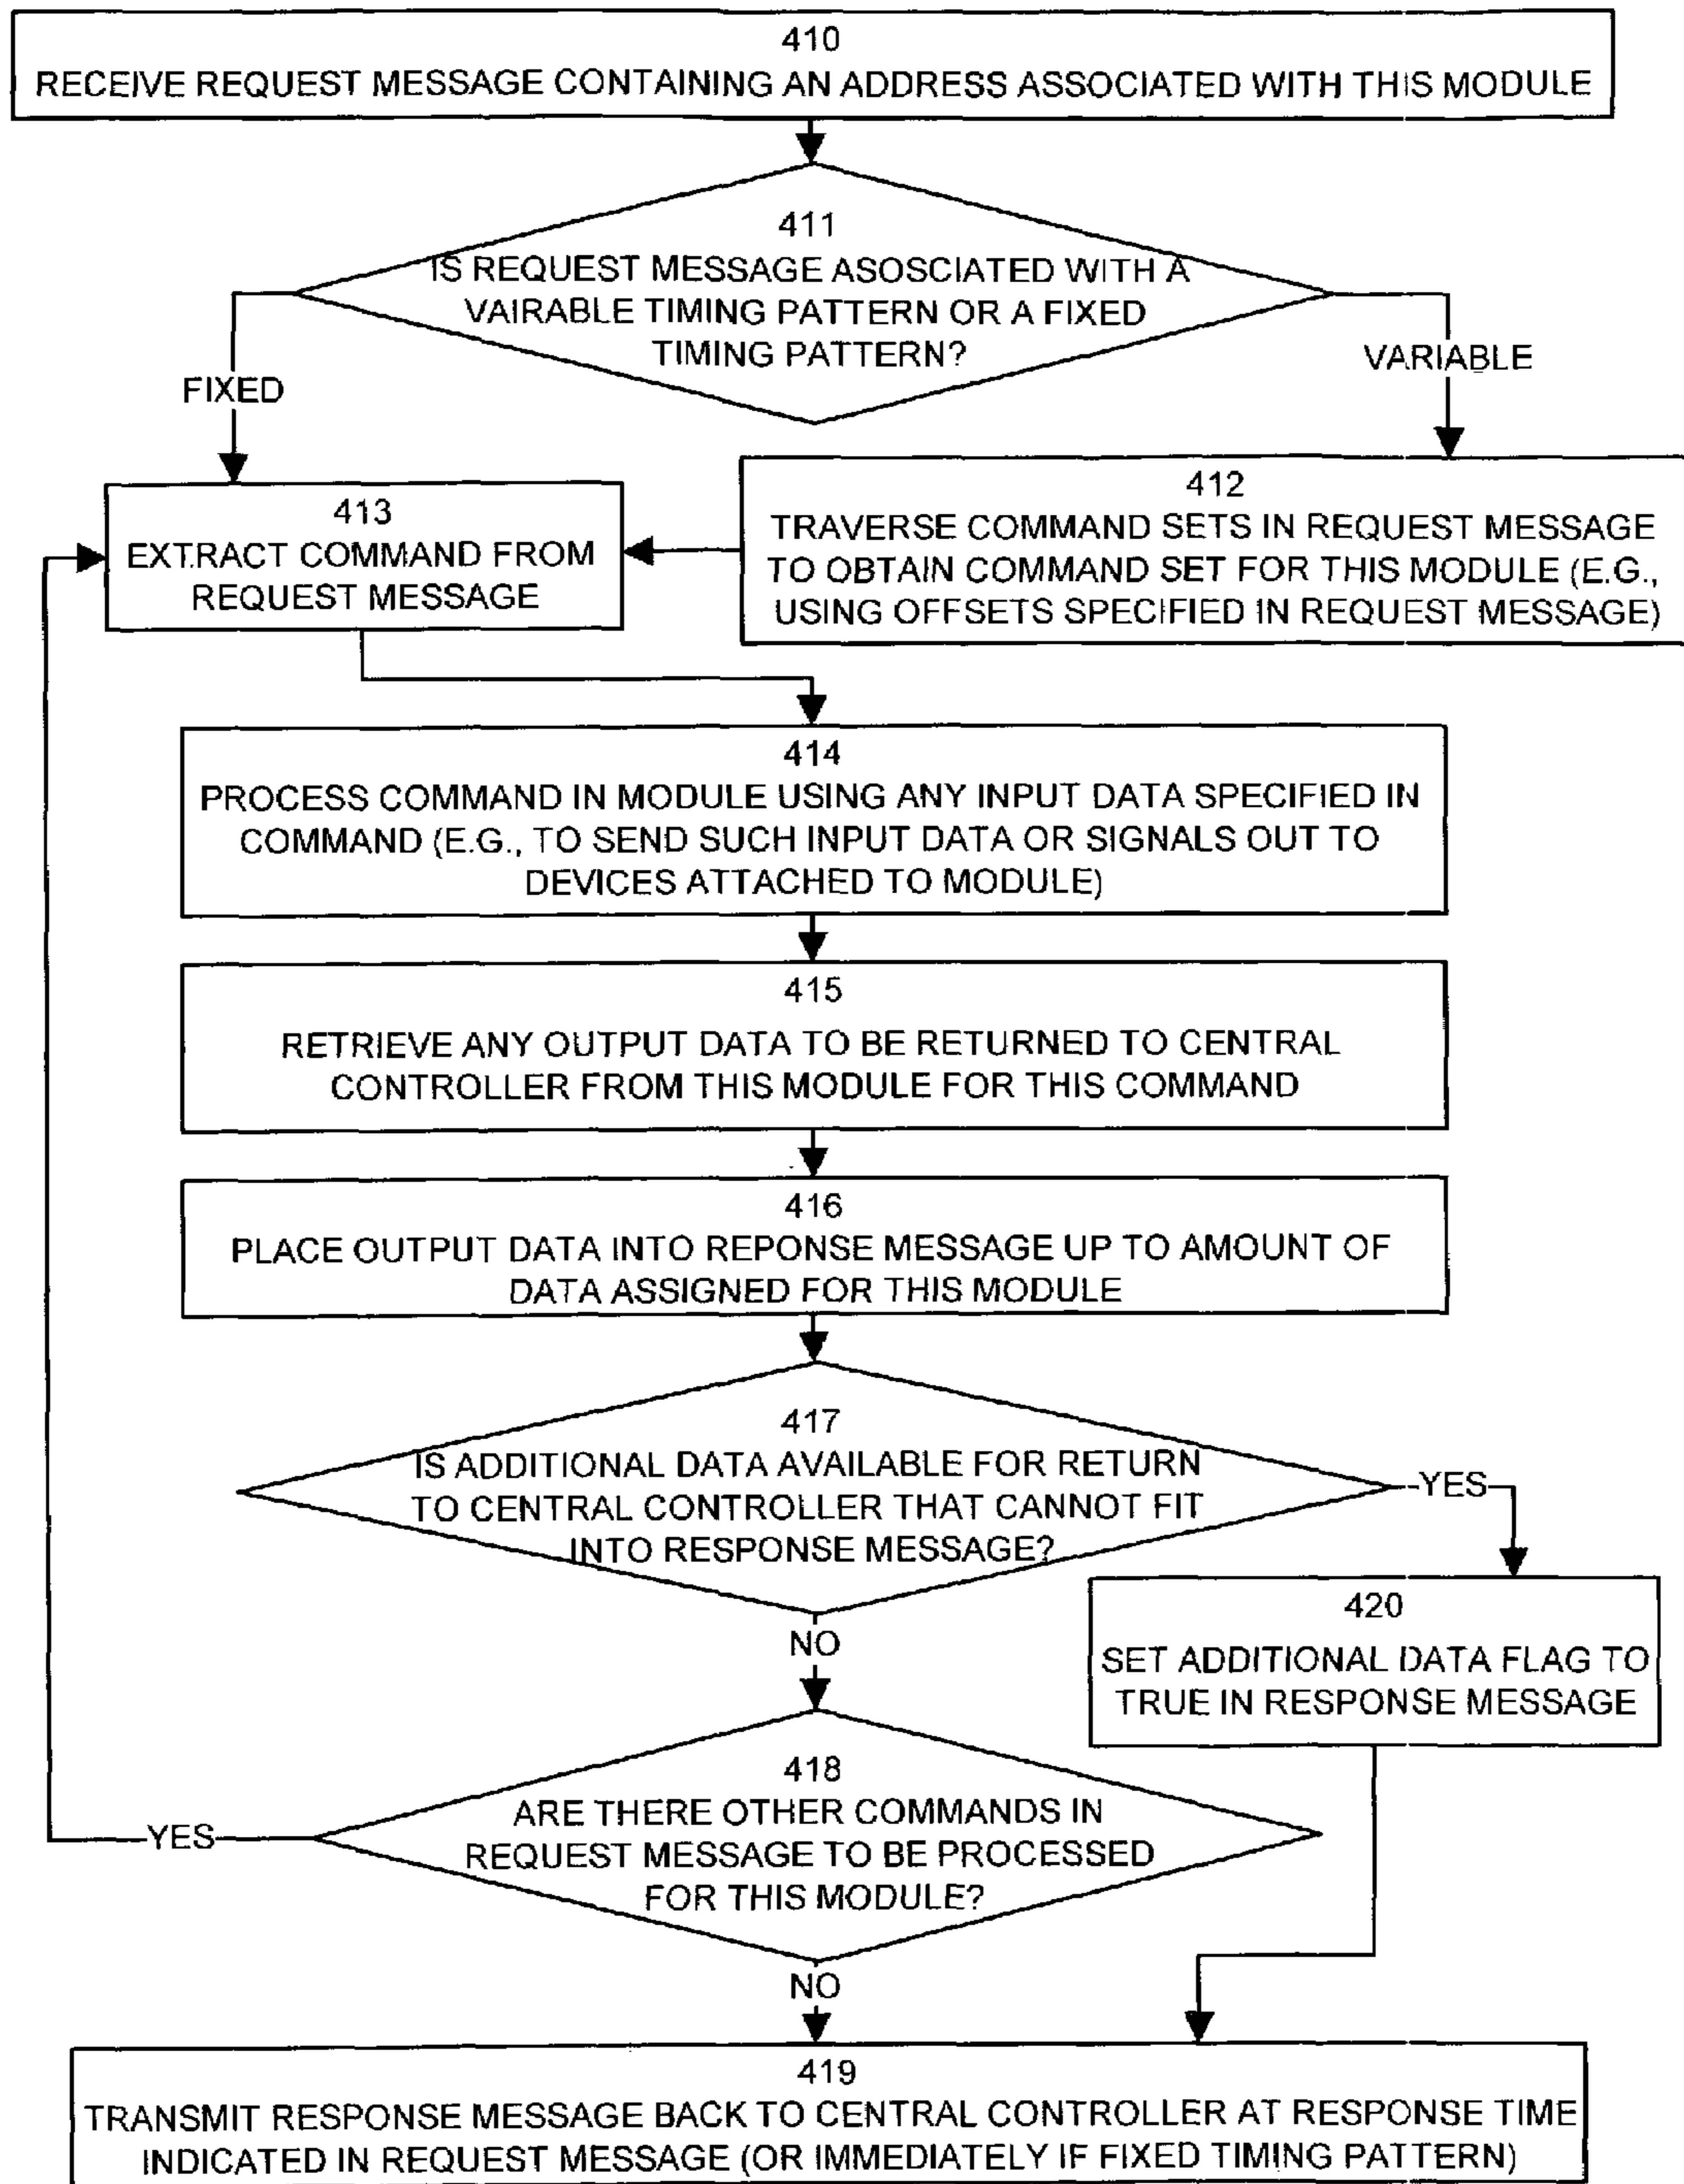 410
RECEIVE REQUEST MESSAGE CONTAINING AN ADDRESS ASSOCIATED WITH THIS MODULE
411
IS REQUEST MESSAGE ASOSCIATED WITH A
VAIRABLE TIMING PATTERN OR A FIXED
TIMING PATTERN?
FIXED
VARIABLE
413
EXTRACT COMMAND FROM
REQUEST MESSAGE
412
TRAVERSE COMMAND SETS IN REQUEST MESSAGE
TO OBTAIN COMMAND SET FOR THIS MODULE (E.G.,
USING OFFSETS SPECIFIED IN REQUEST MESSAGE)
414
PROCESS COMMAND IN MODULE USING ANY INPUT DATA SPECIFIED IN
COMMAND (E.G., TO SEND SUCH INPUT DATA OR SIGNALS OUT TO
DEVICES ATTACHED TO MODULE)
415
RETRIEVE ANY OUTPUT DATA TO BE RETURNED TO CENTRAL
CONTROLLER FROM THIS MODULE FOR THIS COMMAND
416
PLACE OUTPUT DATA INTO REPONSE MESSAGE UP TO AMOUNT OF
DATA ASSIGNED FOR THIS MODULE
417
IS ADDITIONAL DATA AVAILABLE FOR RETURN
TO CENTRAL CONTROLLER THAT CANNOT FIT
INTO RESPONSE MESSAGE?
YES
NO
420
SET ADDITIONAL DATA FLAG TO
TRUE IN RESPONSE MESSAGE
418
ARE THERE OTHER COMMANDS IN
REQUEST MESSAGE TO BE PROCESSED
FOR THIS MODULE?
YES
NO
419
TRANSMIT RESPONSE MESSAGE BACK TO CENTRAL CONTROLLER AT RESPONSE TIME
INDICATED IN REQUEST MESSAGE (OR IMMEDIATELY IF FIXED TIMING PATTERN)